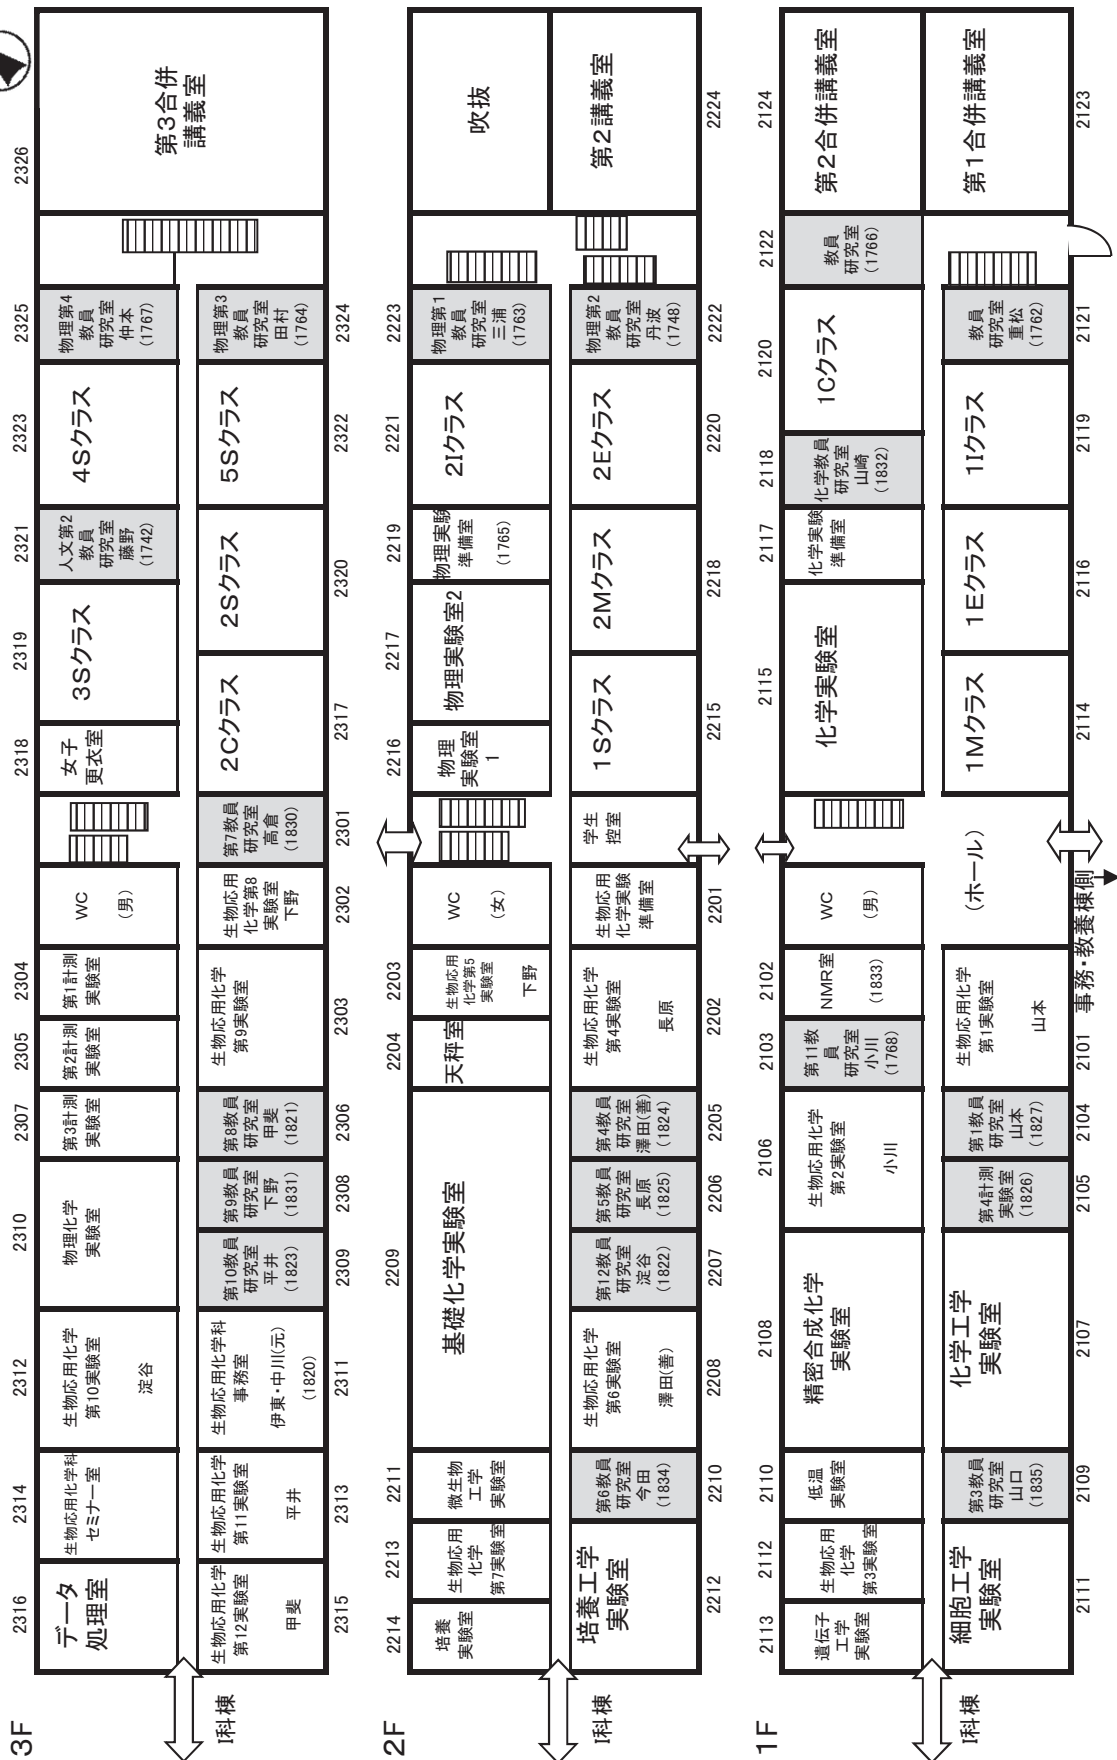 3F
2316
2314
2312
2310
2307
2305
2304
2318
2319
2321
2323
2325
2326
データ
処理室
生物応用化学科
セミナー室
生物応用化学
第10実験室
淀谷
物理化学
実験室
第3計測
実験室
第2計測
実験室
第1計測
実験室
WC
(男)
女子
更衣室
3Sクラス
人文第2
教員
研究室
藤野
(1742)
4Sクラス
物理第4
教員
研究室
仲本
(1767)
第3合併
講義室
生物応用化学
第12実験室
甲斐
生物応用化学
第11実験室
平井
生物応用化学科
事務室
伊東・中川(元)
(1820)
第10教員
研究室
平井
(1823)
第9教員
研究室
下野
(1831)
第8教員
研究室
甲斐
(1821)
生物応用化学
第9実験室
生物応用
化学第8
実験室
下野
第7教員
研究室
高倉
(1830)
2Cクラス
2Sクラス
5Sクラス
物理第3
教員
研究室
田村
(1764)
2315
2313
2311
2309
2308
2306
2303
2302
2301
2317
2320
2322
2324
I科棟
2F
2214
2213
2211
2209
2204
2203
2216
2217
2219
2221
2223
培養
実験室
生物応用
化学
第7実験室
微生物
工学
実験室
基礎化学実験室
天秤室
生物応用
化学第5
実験室
下野
WC
(女)
物理
実験室
1
物理実験室2
物理実験
準備室
(1765)
2Iクラス
物理第1
教員
研究室
三浦
(1763)
吹抜
培養工学
実験室
第6教員
研究室
今田
(1834)
生物応用化学
第6実験室
澤田(善)
第12教員
研究室
淀谷
(1822)
第5教員
研究室
長原
(1825)
第4教員
研究室
澤田(善)
(1824)
生物応用化学
第4実験室
長原
生物応用
化学実験
準備室
学生
控室
1Sクラス
2Mクラス
2Eクラス
物理第2
教員
研究室
丹波
(1748)
第2講義室
2212
2210
2208
2207
2206
2205
2202
2201
2215
2218
2220
2222
2224
I科棟
1F
2113
2112
2110
2108
2106
2103
2102
2115
2117
2118
2120
2122
2124
遺伝子
工学
実験室
生物応用
化学
第3実験室
低温
実験室
精密合成化学
実験室
生物応用化学
第2実験室
小川
第11教
員
研究室
小川
(1768)
NMR室
(1833)
WC
(男)
化学実験室
化学実験
準備室
化学教員
研究室
山崎
(1832)
1Cクラス
教員
研究室
(1766)
第2合併講義室
細胞工学
実験室
第3教員
研究室
山口
(1835)
化学工学
実験室
第4計測
実験室
(1826)
第1教員
研究室
山本
(1827)
生物応用化学
第1実験室
山本
(ホール)
1Mクラス
1Eクラス
1Iクラス
教員
研究室
重松
(1762)
第1合併講義室
2111
2109
2107
2105
2104
2101
事務・教養棟側
2114
2116
2119
2121
2123
I科棟